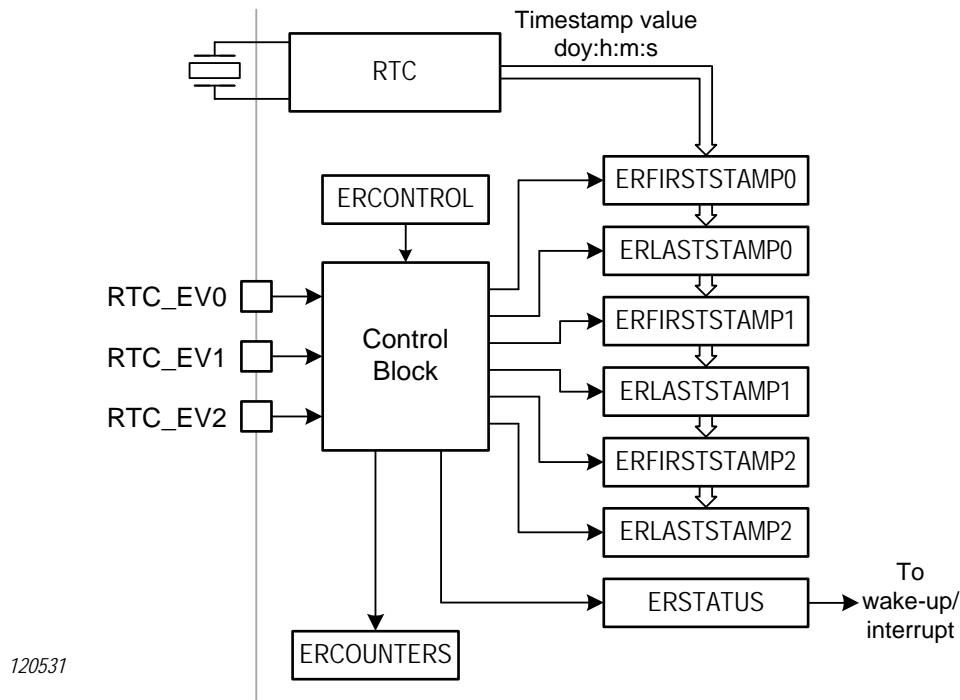 Timestamp value
doy:h:m:s
RTC
ERFIRSTSTAMP0
ERCONTROL
ERLASTSTAMP0
RTC_EV0
ERFIRSTSTAMP1
Control
Block
RTC_EV1
ERLASTSTAMP1
RTC_EV2
ERFIRSTSTAMP2
ERLASTSTAMP2
ERSTATUS
To
wake-up/
interrupt
ERCOUNTERS
120531